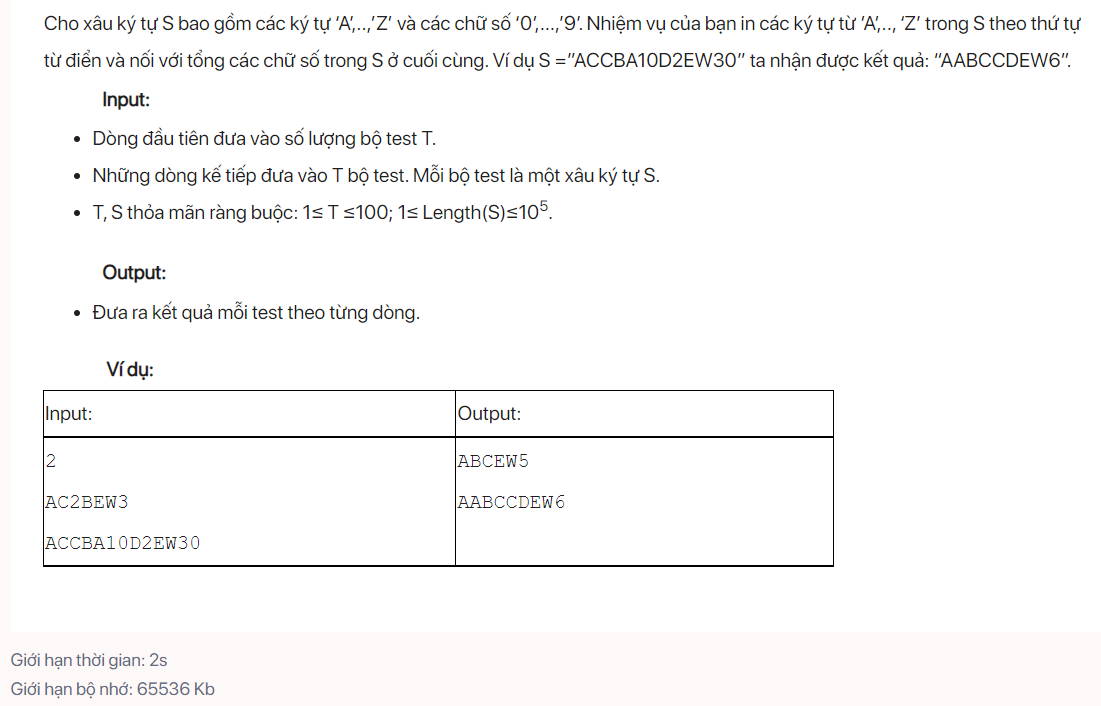 Cho xâu ký tự S bao gồm các ký tự 'A',..,'Z' và các chữ số '0',...,'9'. Nhiệm vụ của bạn in các ký tự từ 'A',.., 'Z' trong S theo thứ tự
từ điển và nối với tổng các chữ số trong S ở cuối cùng. Ví dụ S ="ACCBA10D2EW30" ta nhận được kết quả: "AABCCDEW6".
Input:
• Dòng đầu tiên đưa vào số lượng bộ test T.
• Những dòng kế tiếp đưa vào T bộ test. Mỗi bộ test là một xâu ký tự S.
• T, S thỏa mãn ràng buộc: 1≤ T ≤100; 1≤ Length(S)≤10⁵.
Output:
• Đưa ra kết quả mỗi test theo từng dòng.
Ví dụ:
Input: Output:
2 ABCEW5
AC2BEW3 AABCCDEW6
ACCBA10D2EW30
Giới hạn thời gian: 2s
Giới hạn bộ nhớ: 65536 Kb